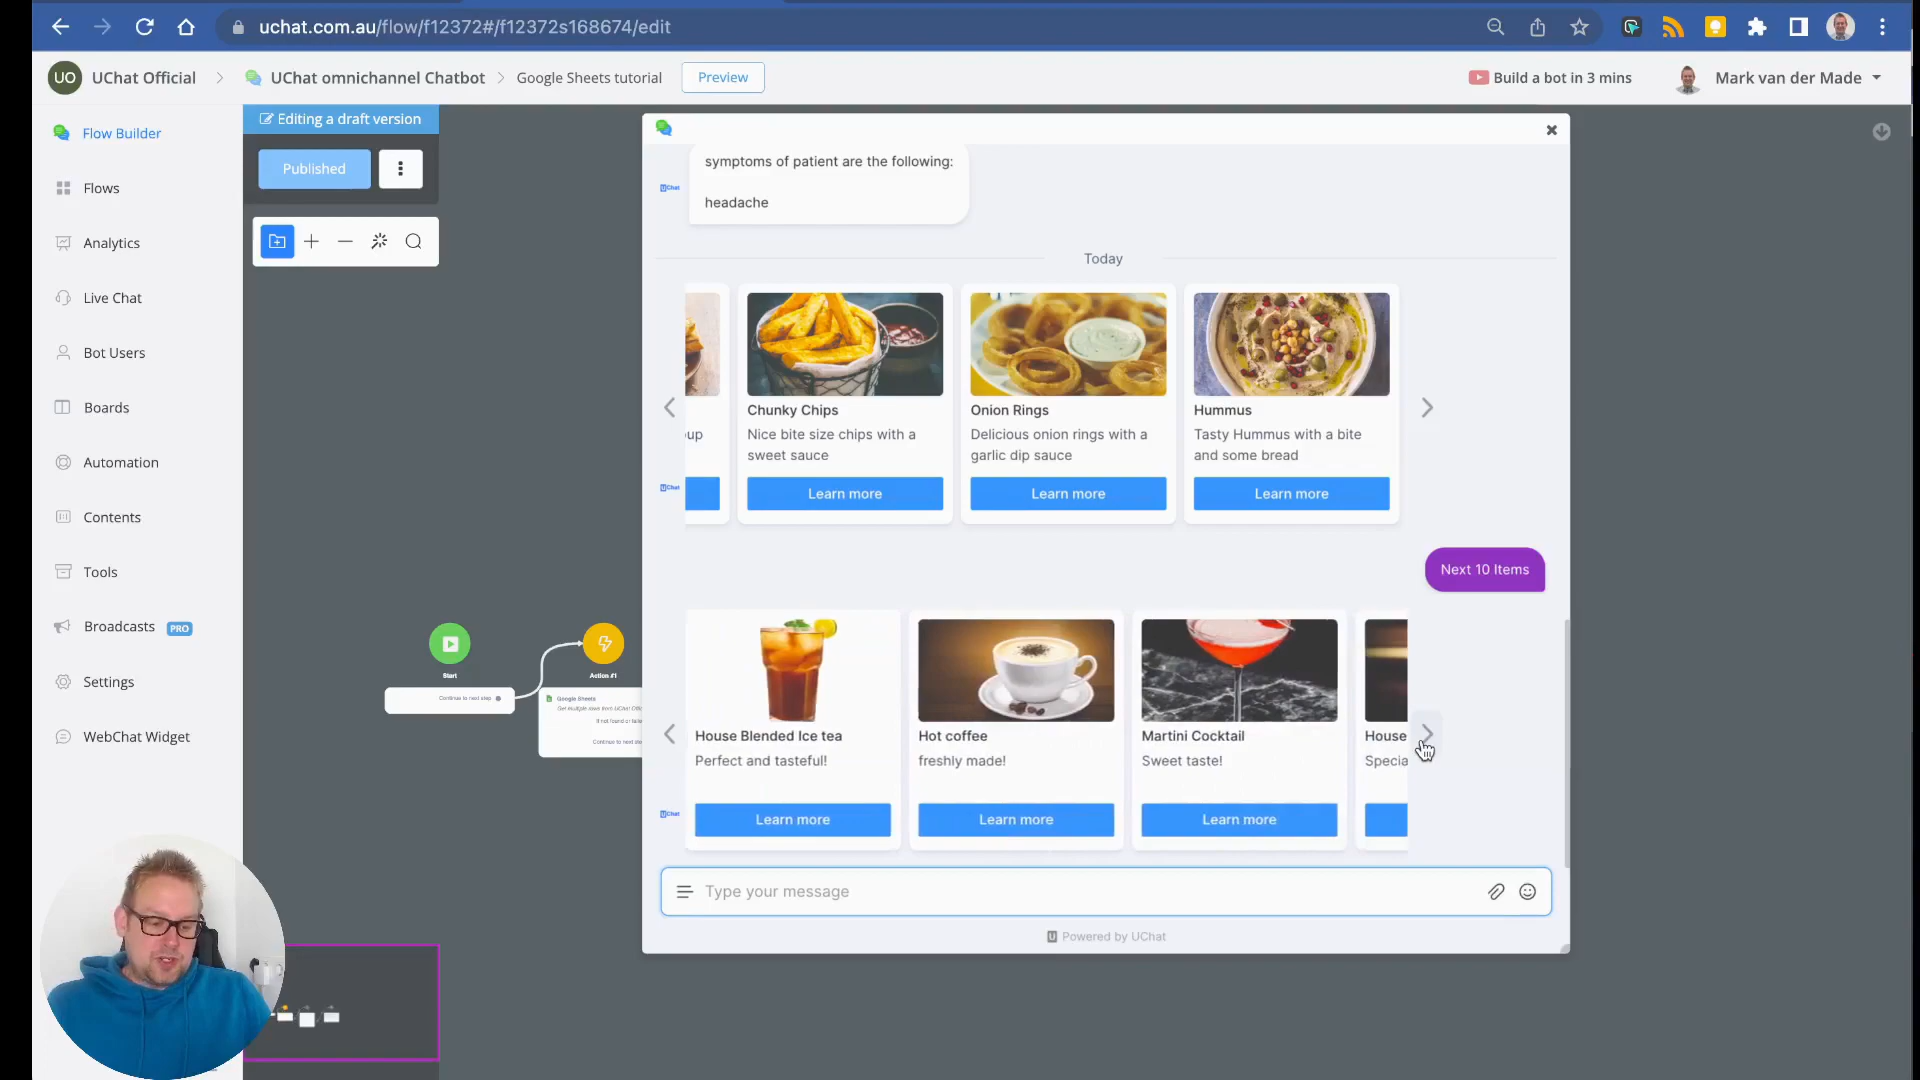 uchat.com.au/flow/f12372#/f12372s168674/edit
UO UChat Official
UChat omnichannel Chatbot
Google Sheets tutorial
Preview
Build a bot in 3 mins
Mark van der Made
Flow Builder
Flows
Analytics
Live Chat
Bot Users
Boards
Automation
Contents
Tools
Broadcasts PRO
Settings
WebChat Widget
Editing a draft version
Published
Start
Continue to next step
Action #1
Google Sheets
Get multiple rows from UChat
If not found or
Continue to next
symptoms of patient are the following:
headache
UChat
Today
up
Chunky Chips
Nice bite size chips with a
sweet sauce
Learn more
Onion Rings
Delicious onion rings with a
garlic dip sauce
Learn more
Hummus
Tasty Hummus with a bite
and some bread
Learn more
UChat
Next 10 Items
House Blended Ice tea
Perfect and tasteful!
Learn more
Hot coffee
freshly made!
Learn more
Martini Cocktail
Sweet taste!
Learn more
House
Specia
UChat
Type your message
Powered by UChat